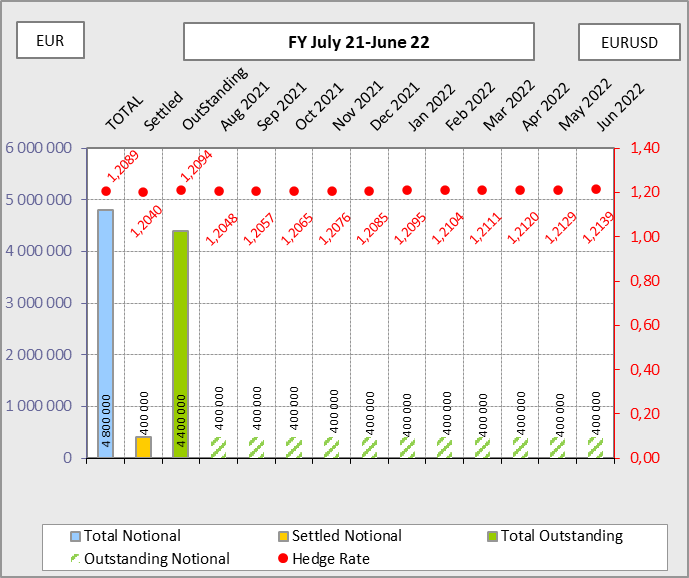 EUR
FY July 21-June 22
EURUSD
TOTAL
Settled
OutStanding
Aug 2021
Sep 2021
Oct 2021
Nov 2021
Dec 2021
Jan 2022
Feb 2022
Mar 2022
Apr 2022
May 2022
Jun 2022
6 000 000
5 000 000
4 000 000
3 000 000
2 000 000
1 000 000
0
1,40
1,20
1,00
0,80
0,60
0,40
0,20
0,00
1,2089
1,2040
1,2094
1,2048
1,2057
1,2065
1,2076
1,2085
1,2095
1,2104
1,2111
1,2120
1,2129
1,2139
4 800 000
400 000
4 400 000
400 000
400 000
400 000
400 000
400 000
400 000
400 000
400 000
400 000
400 000
400 000
Total Notional
Settled Notional
Total Outstanding
Outstanding Notional
Hedge Rate